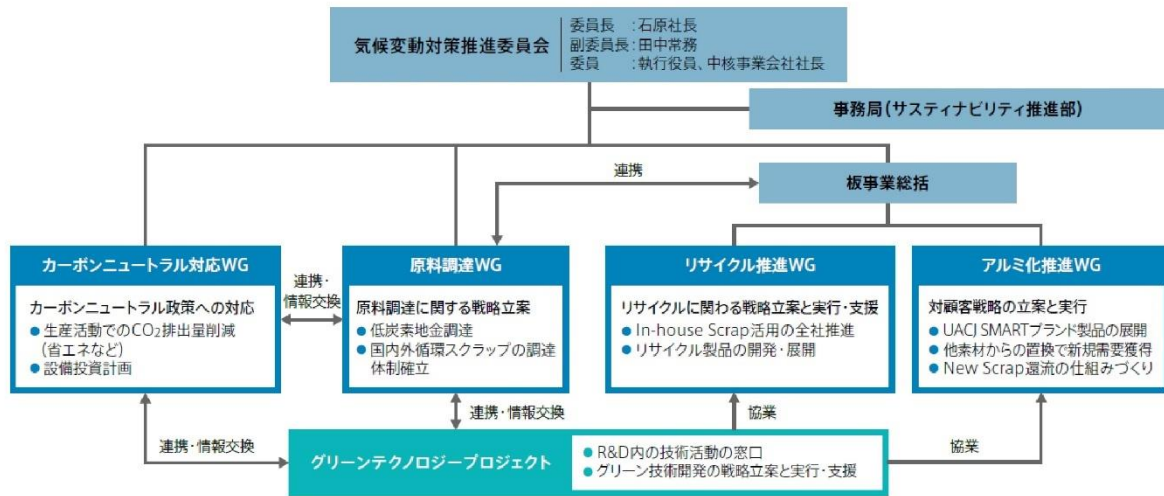 気候変動対策推進委員会
委員長 :石原社長
副委員長:田中常務
委員 :執行役員、中核事業会社社長
事務局(サスティナビリティ推進部)
連携
板事業総括
カーボンニュートラル対応WG
カーボンニュートラル政策への対応
● 生産活動でのCO₂排出量削減
(省エネなど)
● 設備投資計画
連携・
情報交換
原料調達WG
原料調達に関する戦略立案
● 低炭素地金調達
● 国内外循環スクラップの調達
体制確立
リサイクル推進WG
リサイクルに関わる戦略立案と実行・支援
● In-house Scrap活用の全社推進
● リサイクル製品の開発・展開
アルミ化推進WG
対顧客戦略の立案と実行
● UACJ SMARTブランド製品の展開
● 他素材からの置換で新規需要獲得
● New Scrap還流の仕組みづくり
連携・情報交換
連携・情報交換
協業
協業
グリーンテクノロジープロジェクト
● R&D内の技術活動の窓口
● グリーン技術開発の戦略立案と実行・支援